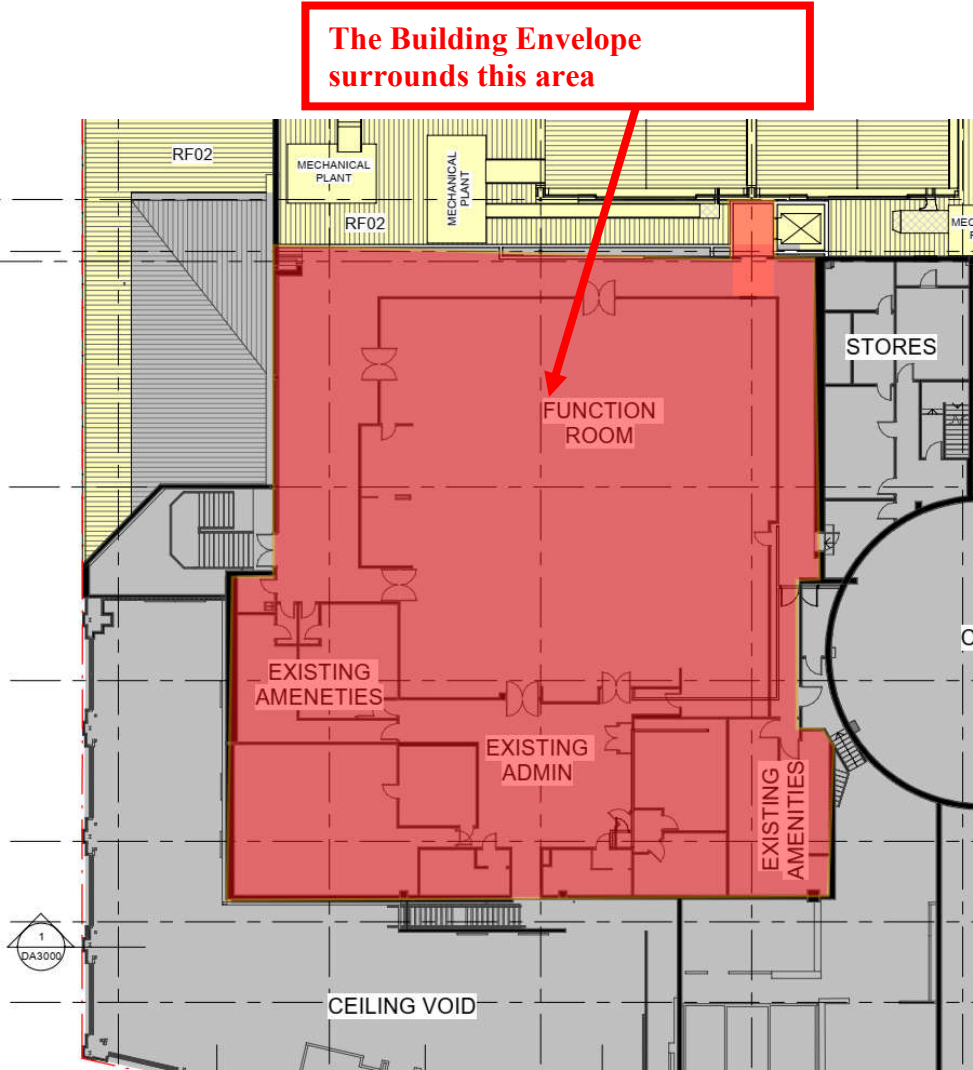 The Building Envelope
surrounds this area
RF02
MECHANICAL
PLANT
MECHANICAL
PLANT
RF02
STORES
FUNCTION
ROOM
EXISTING
AMENETIES
EXISTING
ADMIN
EXISTING
AMENITIES
1
DA3000
CEILING VOID